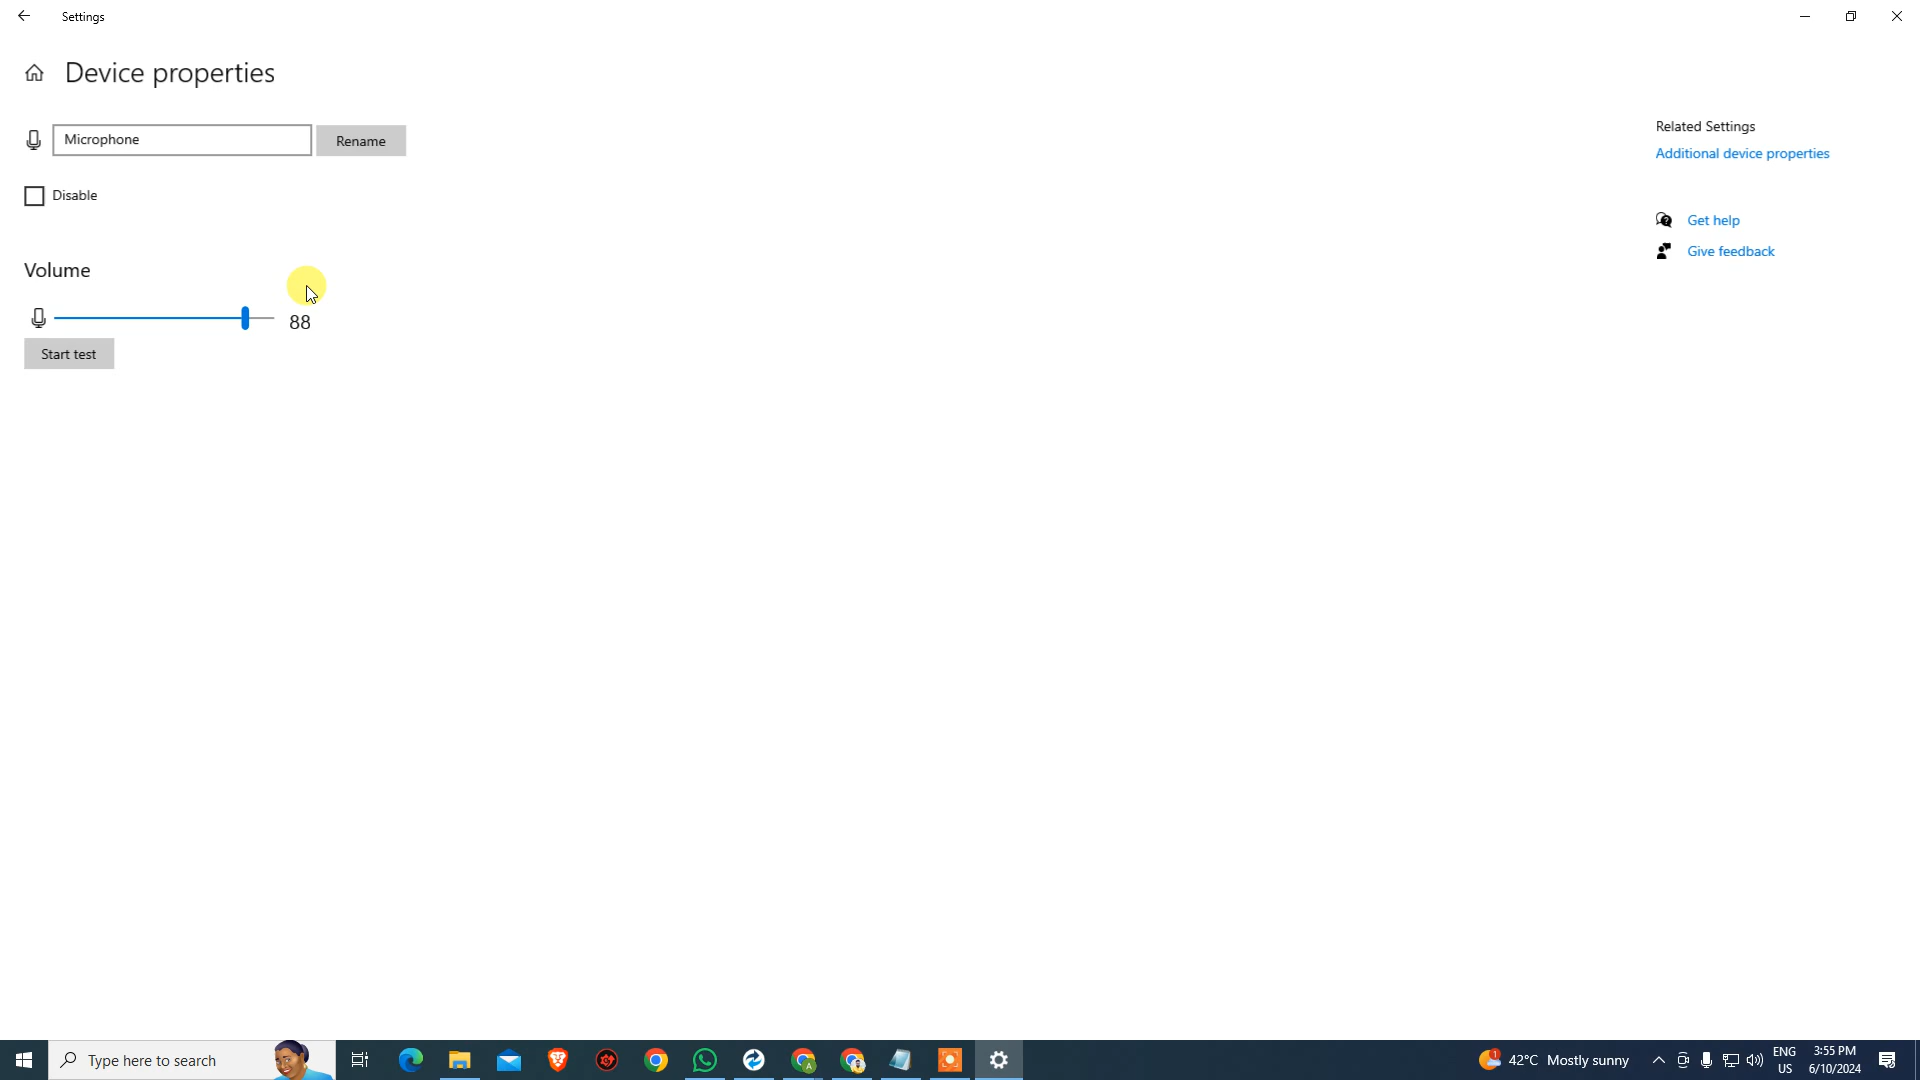 Settings
Device properties
Microphone
Rename
Disable
Volume
88
Start test
Related Settings
Additional device properties
Get help
Give feedback
Type here to search
A
1
42°C Mostly sunny
ENG
US
3:55 PM
6/10/2024